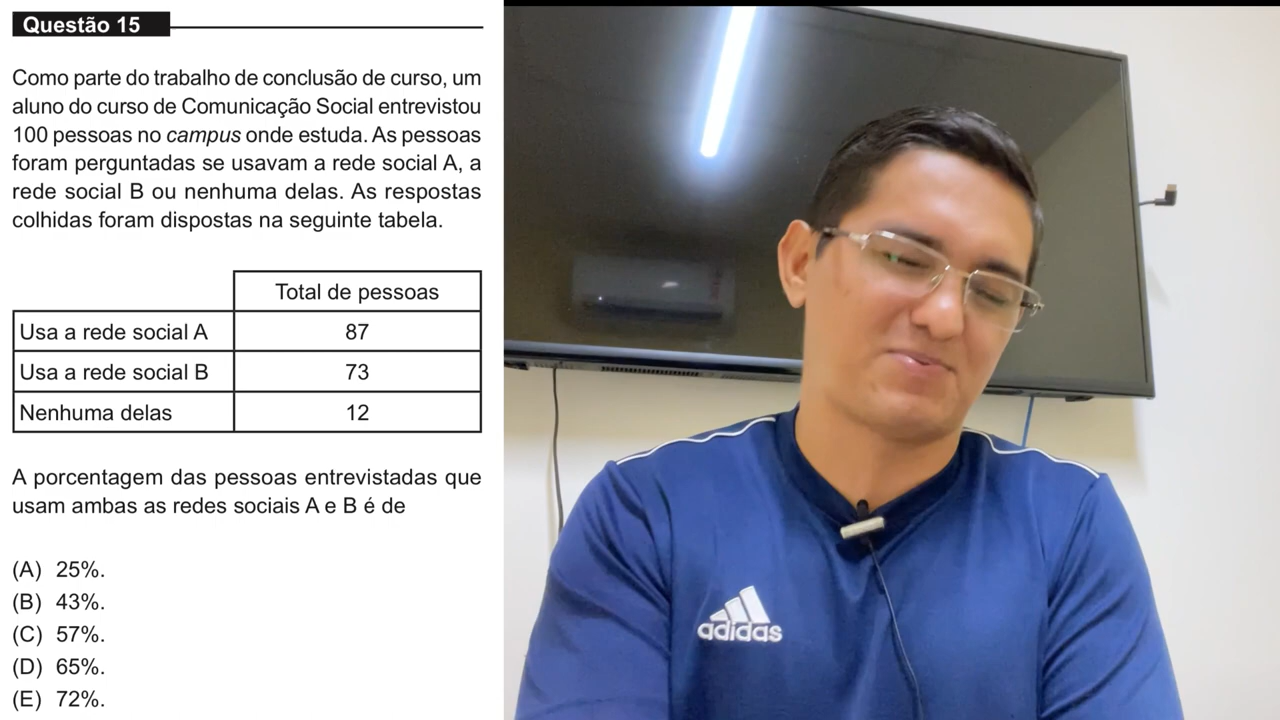 Questão 15
Como parte do trabalho de conclusão de curso, um
aluno do curso de Comunicação Social entrevistou
100 pessoas no campus onde estuda. As pessoas
foram perguntadas se usavam a rede social A, a
rede social B ou nenhuma delas. As respostas
colhidas foram dispostas na seguinte tabela.
Total de pessoas
Usa a rede social A 87
Usa a rede social B 73
Nenhuma delas 12
A porcentagem das pessoas entrevistadas que
usam ambas as redes sociais A e B é de
(A) 25%.
(B) 43%.
(C) 57%.
(D) 65%.
(E) 72%.
adidas